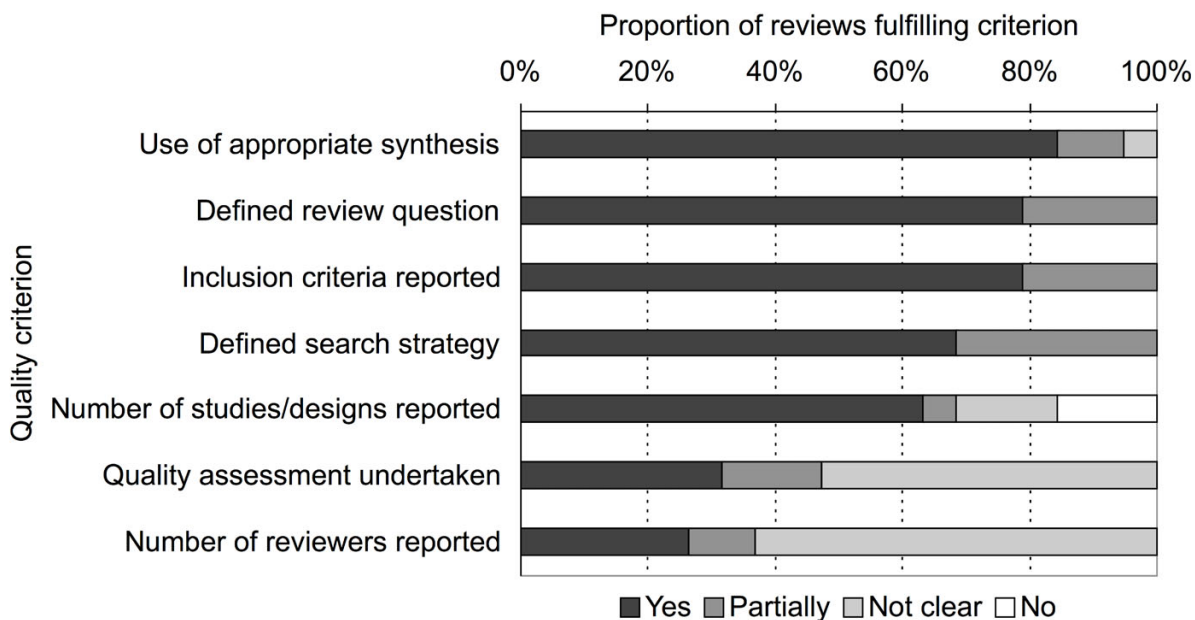 Proportion of reviews fulfilling criterion
0% 20% 40% 60% 80% 100%
Quality criterion
Use of appropriate synthesis
Defined review question
Inclusion criteria reported
Defined search strategy
Number of studies/designs reported
Quality assessment undertaken
Number of reviewers reported
Yes Partially Not clear No